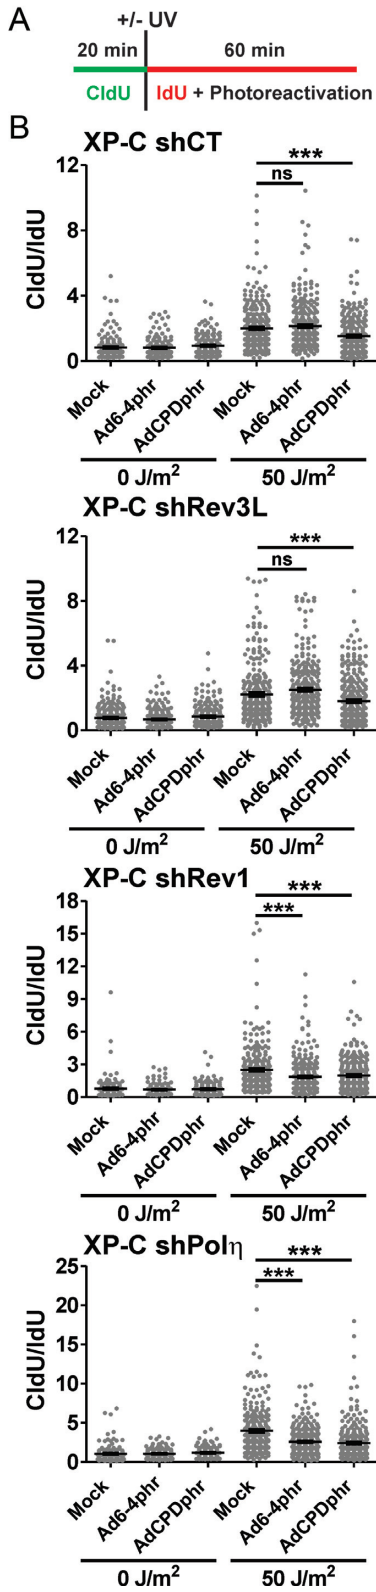 A
+/- UV
20 min 60 min
CldU IdU + Photoreactivation
B
XP-C shCT
CldU/IdU
12
8
4
0
***
ns
Mock Ad6-4phr AdCPDphr Mock Ad6-4phr AdCPDphr
0 J/m² 50 J/m²
XP-C shRev3L
CldU/IdU
12
8
4
0
***
ns
Mock Ad6-4phr AdCPDphr Mock Ad6-4phr AdCPDphr
0 J/m² 50 J/m²
XP-C shRev1
CldU/IdU
18
15
12
9
6
3
0
***
***
Mock Ad6-4phr AdCPDphr Mock Ad6-4phr AdCPDphr
0 J/m² 50 J/m²
XP-C shPolη
CldU/IdU
25
20
15
10
5
0
***
***
Mock Ad6-4phr AdCPDphr Mock Ad6-4phr AdCPDphr
0 J/m² 50 J/m²